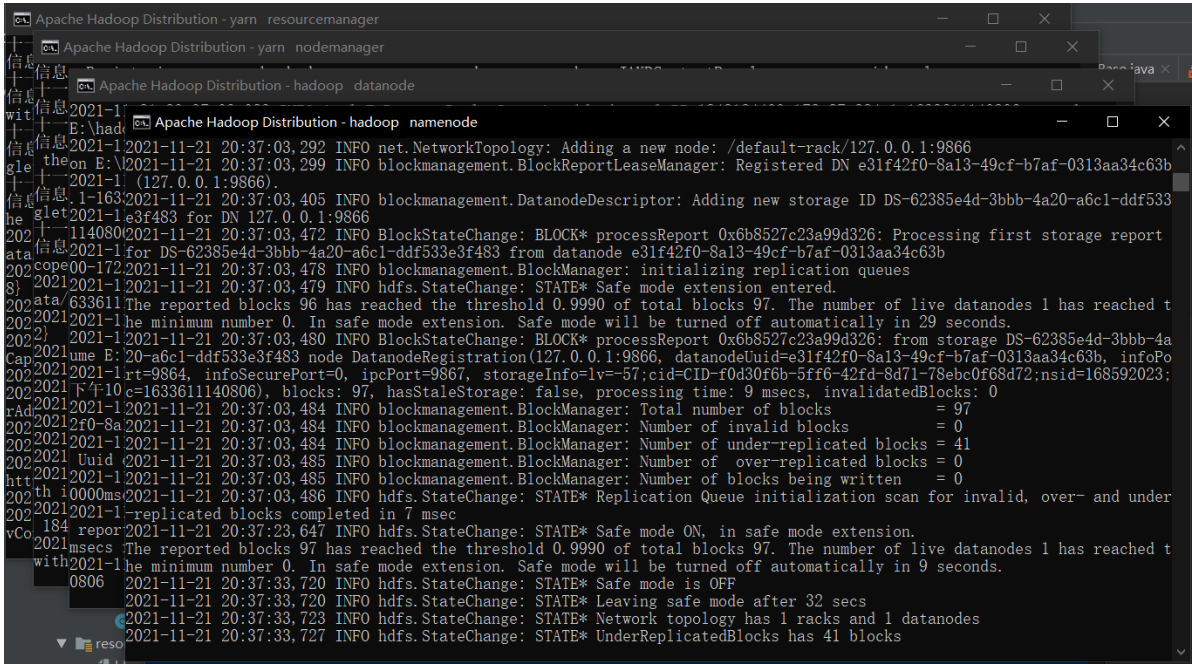 Apache Hadoop Distribution - yarn resourcemanager
Apache Hadoop Distribution - yarn nodemanager
Apache Hadoop Distribution - hadoop datanode
Apache Hadoop Distribution - hadoop namenode
2021-11-21 20:37:03,292 INFO net.NetworkTopology: Adding a new node: /default-rack/127.0.0.1:9866
2021-11-21 20:37:03,299 INFO blockmanagement.BlockReportLeaseManager: Registered DN e31f42f0-8a13-49cf-b7af-0313aa34c63b
(127.0.0.1:9866).
2021-11-21 20:37:03,405 INFO blockmanagement.DatanodeDescriptor: Adding new storage ID DS-62385e4d-3bbb-4a20-a6c1-ddf533
e3f483 for DN 127.0.0.1:9866
2021-11-21 20:37:03,472 INFO BlockStateChange: BLOCK* processReport 0x6b8527c23a99d326: Processing first storage report
for DS-62385e4d-3bbb-4a20-a6c1-ddf533e3f483 from datanode e31f42f0-8a13-49cf-b7af-0313aa34c63b
2021-11-21 20:37:03,478 INFO blockmanagement.BlockManager: initializing replication queues
2021-11-21 20:37:03,479 INFO hdfs.StateChange: STATE* Safe mode extension entered.
The reported blocks 96 has reached the threshold 0.9990 of total blocks 97. The number of live datanodes 1 has reached t
he minimum number 0. In safe mode extension. Safe mode will be turned off automatically in 29 seconds.
2021-11-21 20:37:03,480 INFO BlockStateChange: BLOCK* processReport 0x6b8527c23a99d326: from storage DS-62385e4d-3bbb-4a
20-a6c1-ddf533e3f483 node DatanodeRegistration(127.0.0.1:9866, datanodeUuid=e31f42f0-8a13-49cf-b7af-0313aa34c63b, infoPo
rt=9864, infoSecurePort=0, ipcPort=9867, storageInfo=lv=-57;cid=CID-f0d30f6b-5ff6-42fd-8d71-78ebc0f68d72;nsid=168592023;
c=1633611140806), blocks: 97, hasStaleStorage: false, processing time: 9 msecs, invalidatedBlocks: 0
2021-11-21 20:37:03,484 INFO blockmanagement.BlockManager: Total number of blocks = 97
2021-11-21 20:37:03,484 INFO blockmanagement.BlockManager: Number of invalid blocks = 0
2021-11-21 20:37:03,484 INFO blockmanagement.BlockManager: Number of under-replicated blocks = 41
2021-11-21 20:37:03,485 INFO blockmanagement.BlockManager: Number of over-replicated blocks = 0
2021-11-21 20:37:03,485 INFO blockmanagement.BlockManager: Number of blocks being written = 0
2021-11-21 20:37:03,486 INFO hdfs.StateChange: STATE* Replication Queue initialization scan for invalid, over- and under
-replicated blocks completed in 7 msec
2021-11-21 20:37:23,647 INFO hdfs.StateChange: STATE* Safe mode ON, in safe mode extension.
The reported blocks 97 has reached the threshold 0.9990 of total blocks 97. The number of live datanodes 1 has reached t
he minimum number 0. In safe mode extension. Safe mode will be turned off automatically in 9 seconds.
2021-11-21 20:37:33,720 INFO hdfs.StateChange: STATE* Safe mode is OFF
2021-11-21 20:37:33,720 INFO hdfs.StateChange: STATE* Leaving safe mode after 32 secs
2021-11-21 20:37:33,723 INFO hdfs.StateChange: STATE* Network topology has 1 racks and 1 datanodes
2021-11-21 20:37:33,727 INFO hdfs.StateChange: STATE* UnderReplicatedBlocks has 41 blocks